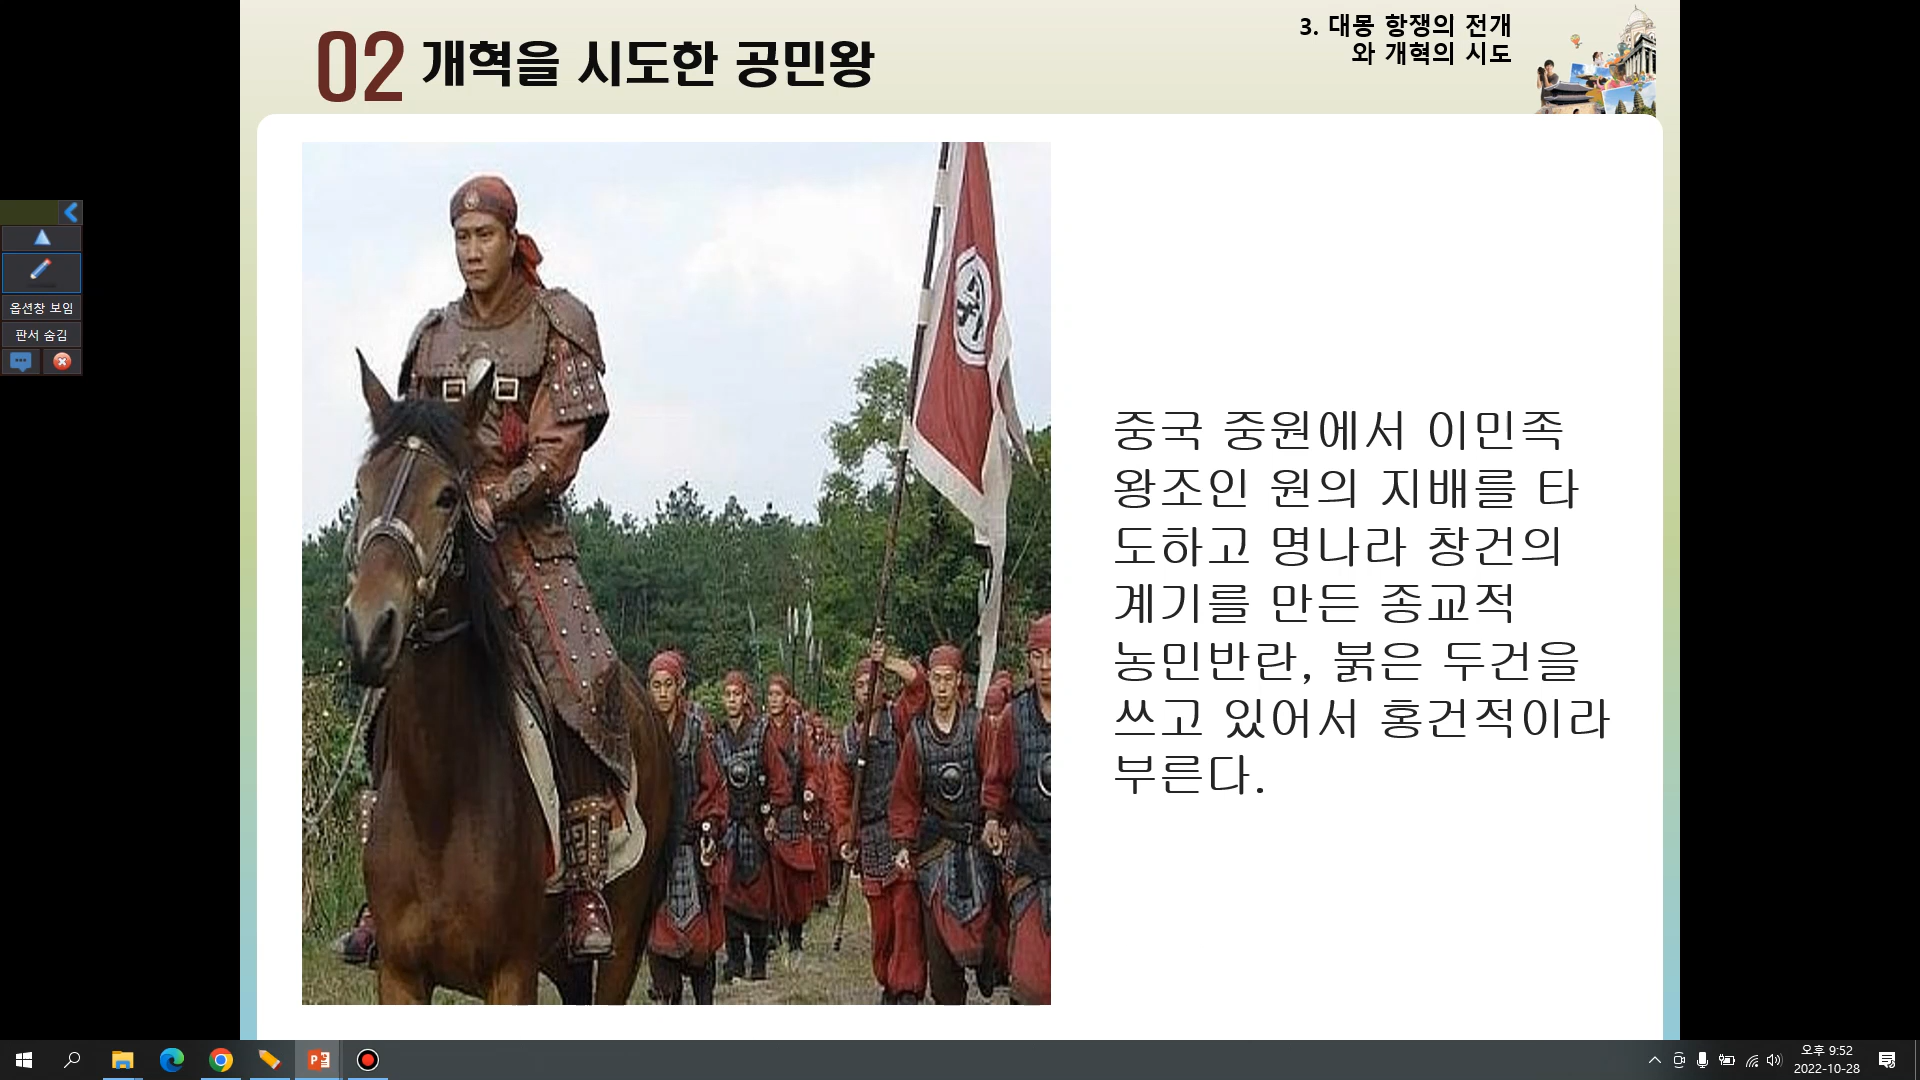 02 개혁을 시도한 공민왕
3. 대몽 항쟁의 전개
와 개혁의 시도
옵션창 보임
판서 숨김
중국 중원에서 이민족
왕조인 원의 지배를 타
도하고 명나라 창건의
계기를 만든 종교적
농민반란, 붉은 두건을
쓰고 있어서 홍건적이라
부른다.
오후 9:52
2022-10-28